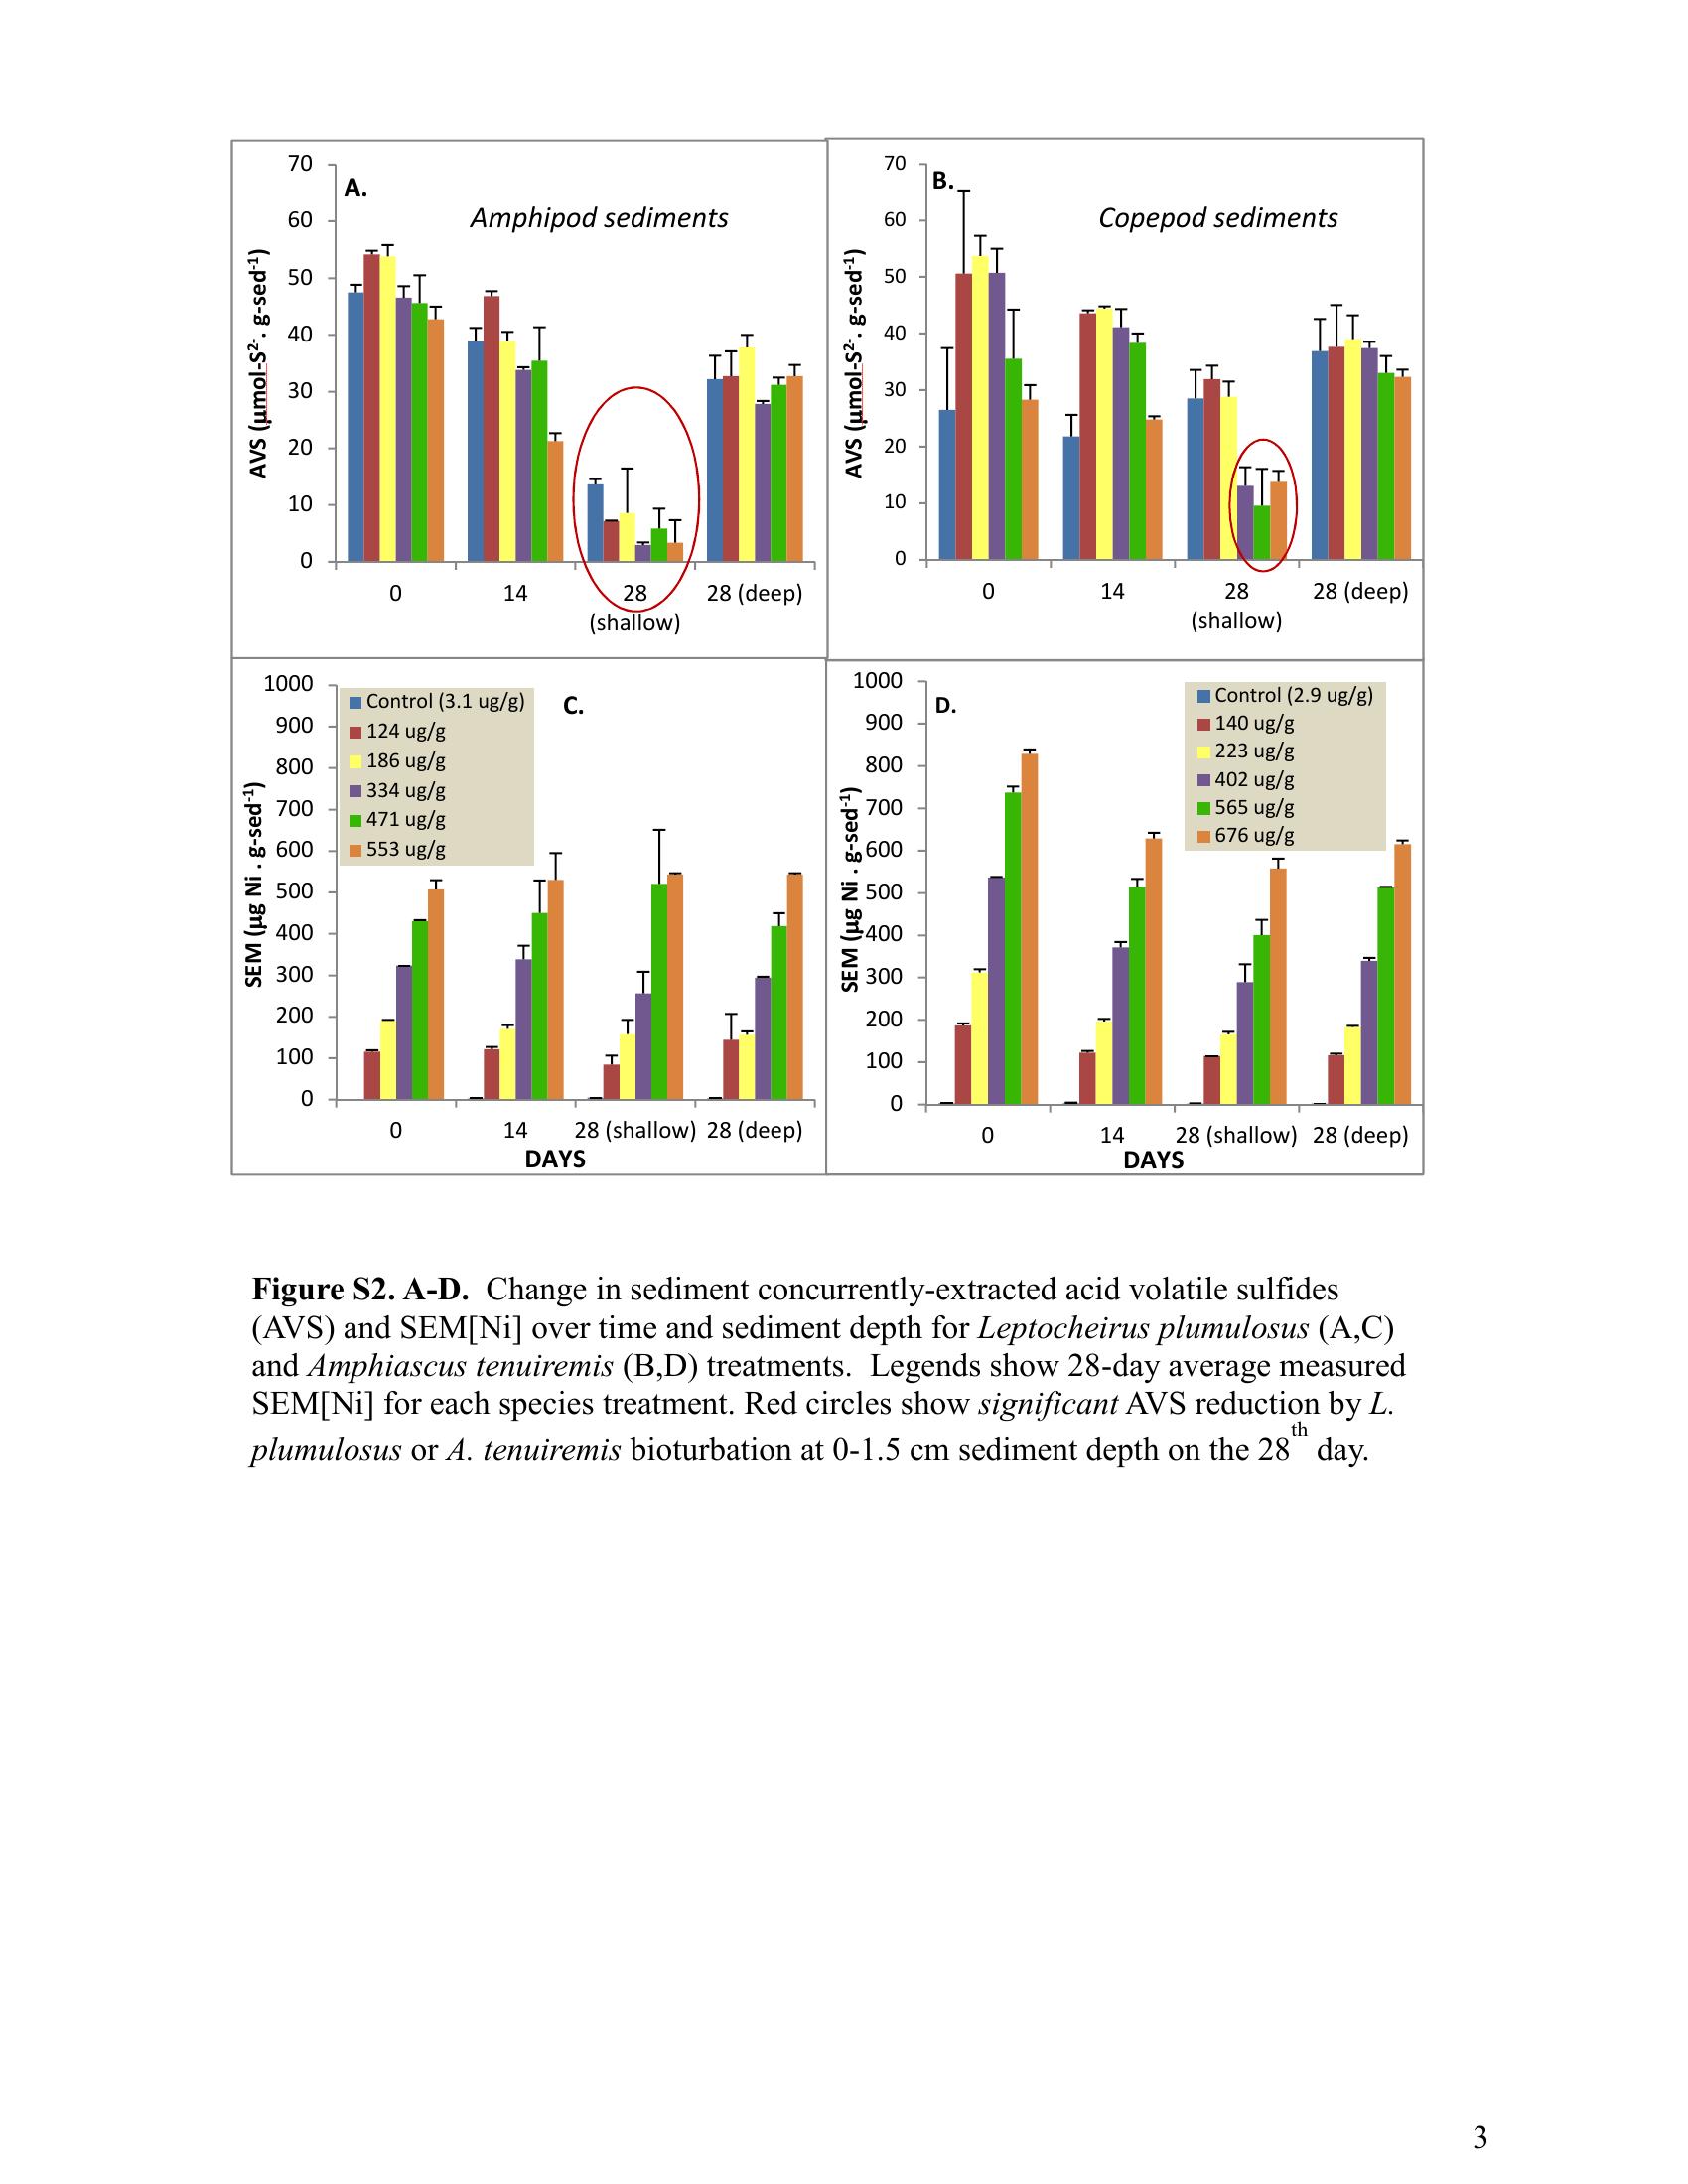 A.
Amphipod sediments
AVS (µmol-S2-. g-sed-1)
70
60
50
40
30
20
10
0
0 14 28 28 (deep)
(shallow)
B.
Copepod sediments
AVS (µmol-S2-. g-sed-1)
70
60
50
40
30
20
10
0
0 14 28 28 (deep)
(shallow)
C.
SEM (µg Ni . g-sed-1)
1000
900
800
700
600
500
400
300
200
100
0
Control (3.1 ug/g)
124 ug/g
186 ug/g
334 ug/g
471 ug/g
553 ug/g
0 14 28 (shallow) 28 (deep)
DAYS
D.
SEM (µg Ni . g-sed-1)
1000
900
800
700
600
500
400
300
200
100
0
Control (2.9 ug/g)
140 ug/g
223 ug/g
402 ug/g
565 ug/g
676 ug/g
0 14 28 (shallow) 28 (deep)
DAYS
Figure S2. A-D. Change in sediment concurrently-extracted acid volatile sulfides
(AVS) and SEM[Ni] over time and sediment depth for Leptocheirus plumulosus (A,C)
and Amphiascus tenuiremis (B,D) treatments. Legends show 28-day average measured
SEM[Ni] for each species treatment. Red circles show significant AVS reduction by L.
plumulosus or A. tenuiremis bioturbation at 0-1.5 cm sediment depth on the 28th day.
3